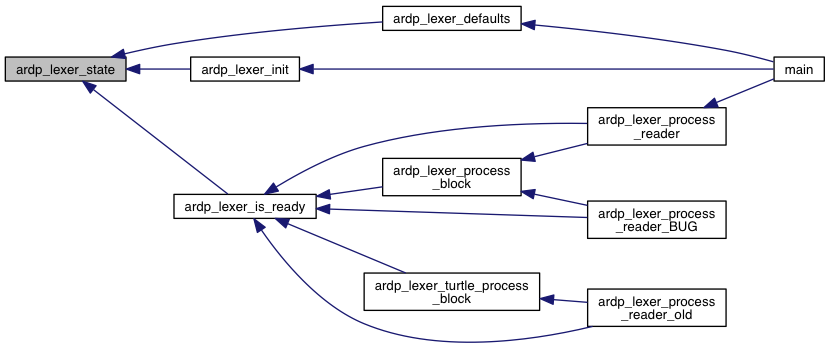 ardp_lexer_defaults
ardp_lexer_state
ardp_lexer_init
main
ardp_lexer_process
_reader
ardp_lexer_process
_block
ardp_lexer_is_ready
ardp_lexer_process
_reader_BUG
ardp_lexer_turtle_process
_block
ardp_lexer_process
_reader_old